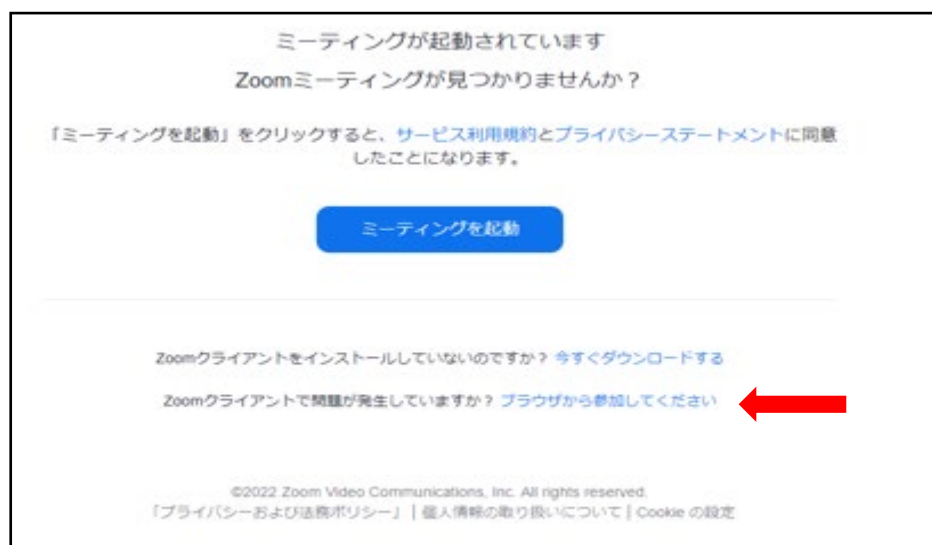 ミーティングが起動されています
Zoomミーティングが見つかりませんか？
「ミーティングを起動」をクリックすると、サービス利用規約とプライバシーステートメントに同意
したことになります。
ミーティングを起動
Zoomクライアントをインストールしていないのですか？今すぐダウンロードする
Zoomクライアントで問題が発生していますか？ブラウザから参加してください
©2022 Zoom Video Communications, Inc. All rights reserved.
「プライバシーおよび法務ポリシー」 | 個人情報の取り扱いについて | Cookie の設定